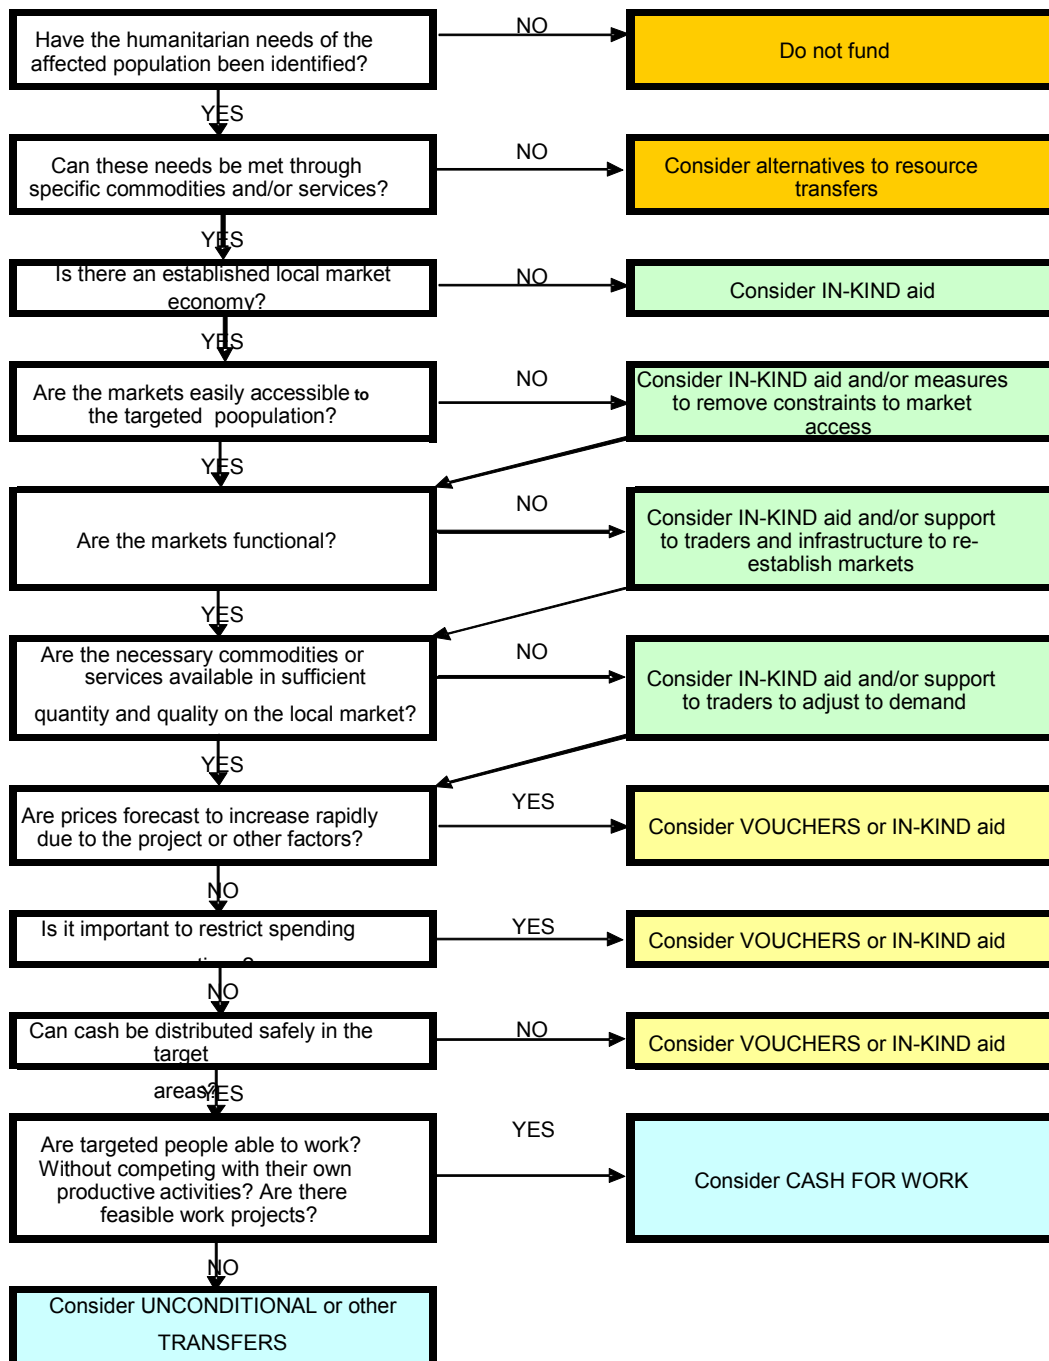 Have the humanitarian needs of the
affected population been identified?
NO
Do not fund
YES
Can these needs be met through
specific commodities and/or services?
NO
Consider alternatives to resource
transfers
YES
Is there an established local market
economy?
NO
Consider IN-KIND aid
YES
Are the markets easily accessible to
the targeted poopulation?
NO
Consider IN-KIND aid and/or measures
to remove constraints to market
access
YES
Are the markets functional?
NO
Consider IN-KIND aid and/or support
to traders and infrastructure to re-
establish markets
YES
Are the necessary commodities or
services available in sufficient
quantity and quality on the local market?
NO
Consider IN-KIND aid and/or support
to traders to adjust to demand
YES
Are prices forecast to increase rapidly
due to the project or other factors?
YES
Consider VOUCHERS or IN-KIND aid
NO
Is it important to restrict spending
YES
Consider VOUCHERS or IN-KIND aid
NO
Can cash be distributed safely in the
target
areas?
NO
Consider VOUCHERS or IN-KIND aid
YES
Are targeted people able to work?
Without competing with their own
productive activities? Are there
feasible work projects?
YES
Consider CASH FOR WORK
NO
Consider UNCONDITIONAL or other
TRANSFERS